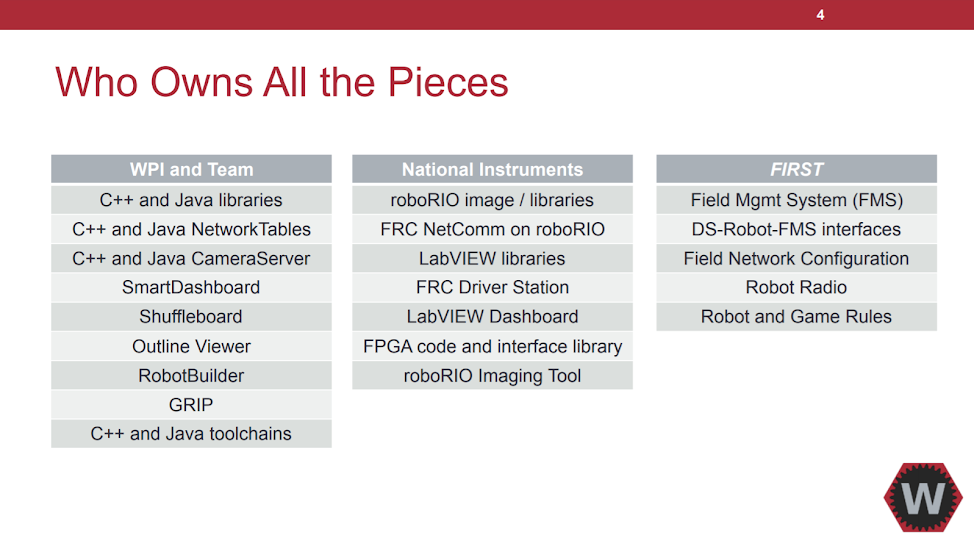 4
Who Owns All the Pieces
WPI and Team
C++ and Java libraries
C++ and Java NetworkTables
C++ and Java CameraServer
SmartDashboard
Shuffleboard
Outline Viewer
RobotBuilder
GRIP
C++ and Java toolchains
National Instruments
roboRIO image / libraries
FRC NetComm on roboRIO
LabVIEW libraries
FRC Driver Station
LabVIEW Dashboard
FPGA code and interface library
roboRIO Imaging Tool
FIRST
Field Mgmt System (FMS)
DS-Robot-FMS interfaces
Field Network Configuration
Robot Radio
Robot and Game Rules
W